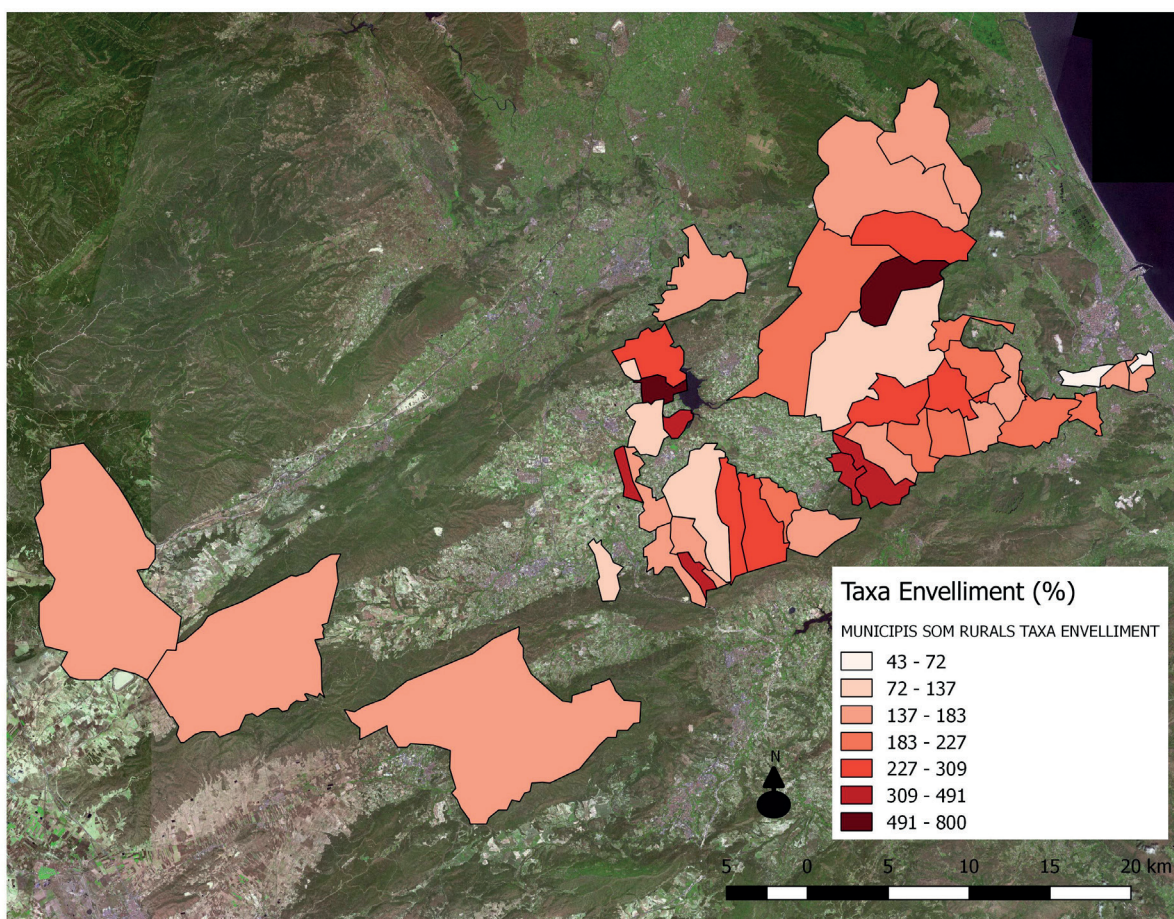 Taxa Envelliment (%)
MUNICIPIS SOM RURALS TAXA ENVELLIMENT
43 - 72
72 - 137
137 - 183
183 - 227
227 - 309
309 - 491
491 - 800
N
5 0 5 10 15 20 km